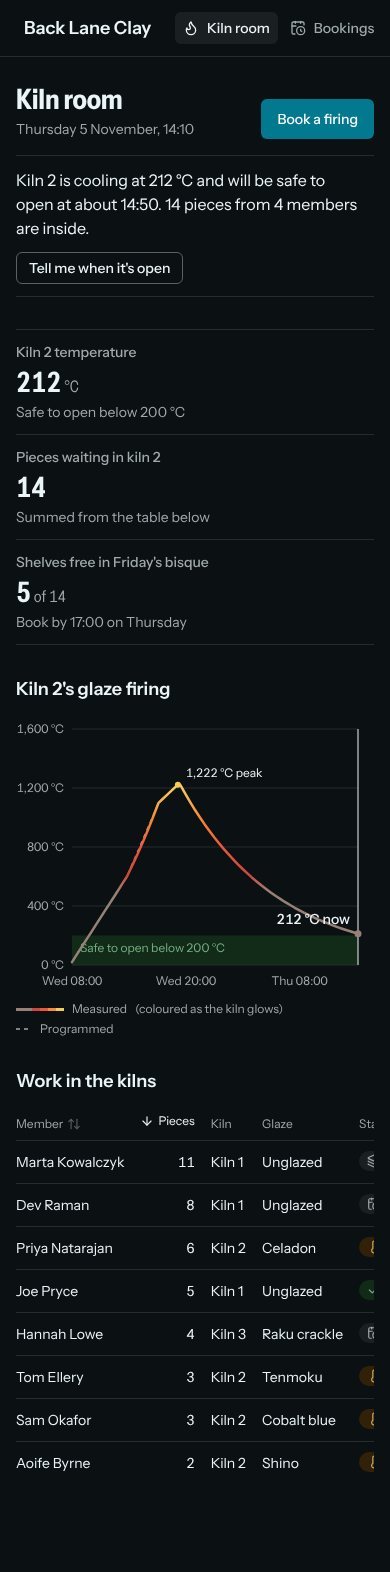 Back Lane Clay Kiln room Bookings
Kiln room
Thursday 5 November, 14:10
Book a firing
Kiln 2 is cooling at 212 °C and will be safe to
open at about 14:50. 14 pieces from 4 members
are inside.
Tell me when it's open
Kiln 2 temperature
212 °C
Safe to open below 200 °C
Pieces waiting in kiln 2
14
Summed from the table below
Shelves free in Friday's bisque
5 of 14
Book by 17:00 on Thursday
Kiln 2's glaze firing
1,600 °C
1,222 °C peak
1,200 °C
800 °C
400 °C
212 °C now
Safe to open below 200 °C
0 °C
Wed 08:00 Wed 20:00 Thu 08:00
Measured (coloured as the kiln glows)
Programmed
Work in the kilns
Member Pieces Kiln Glaze
Marta Kowalczyk 11 Kiln 1 Unglazed
Dev Raman 8 Kiln 1 Unglazed
Priya Natarajan 6 Kiln 2 Celadon
Joe Pryce 5 Kiln 1 Unglazed
Hannah Lowe 4 Kiln 3 Raku crackle
Tom Ellery 3 Kiln 2 Tenmoku
Sam Okafor 3 Kiln 2 Cobalt blue
Aoife Byrne 2 Kiln 2 Shino